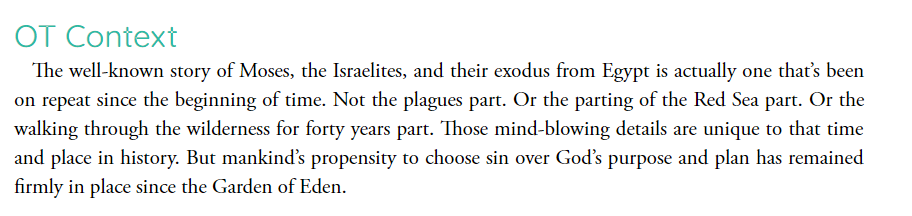 OT Context
The well-known story of Moses, the Israelites, and their exodus from Egypt is actually one that’s been
on repeat since the beginning of time. Not the plagues part. Or the parting of the Red Sea part. Or the
walking through the wilderness for forty years part. Those mind-blowing details are unique to that time
and place in history. But mankind’s propensity to choose sin over God’s purpose and plan has remained
firmly in place since the Garden of Eden.